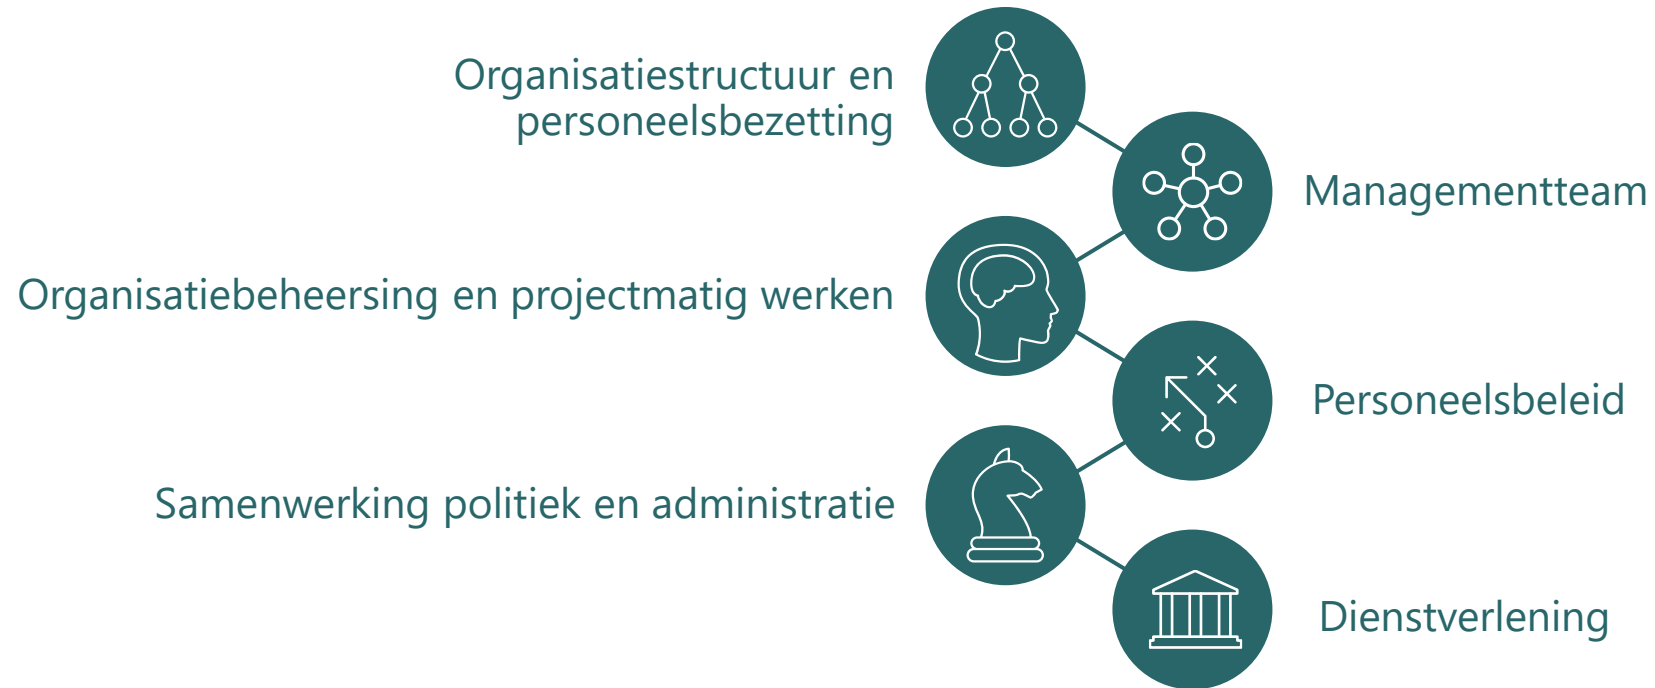 Organisatiestructuur en
personeelsbezetting
Managementteam
Organisatiebeheersing en projectmatig werken
Personeelsbeleid
Samenwerking politiek en administratie
Dienstverlening